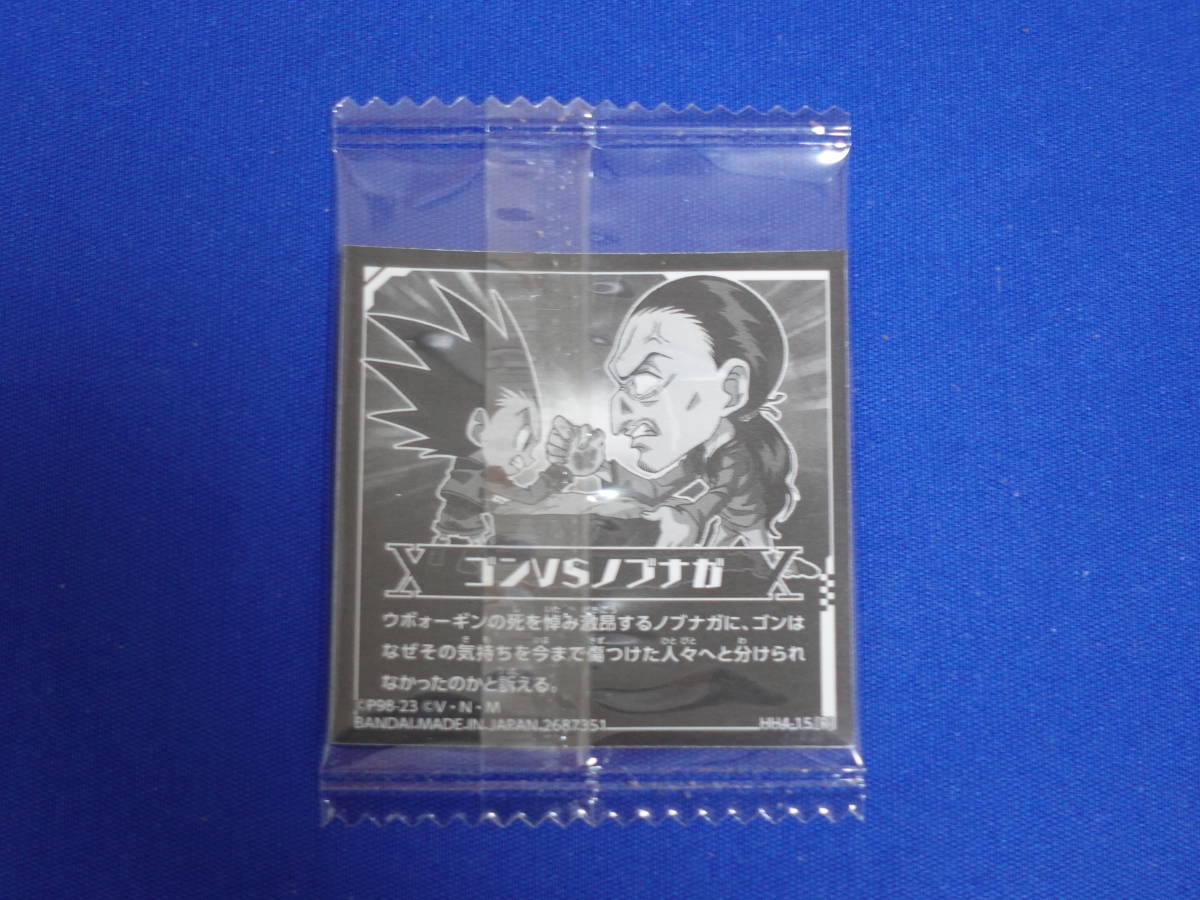 ゴンVSノブナガ
ウボォーギンの死を悼み激昂するノブナガに、ゴンは
なぜその気持ちを今まで傷つけた人々へと分けられ
なかったのかと訴える。
©P98-23 ©V・N・M
BANDAI,MADE IN JAPAN,2687351 HH4-15